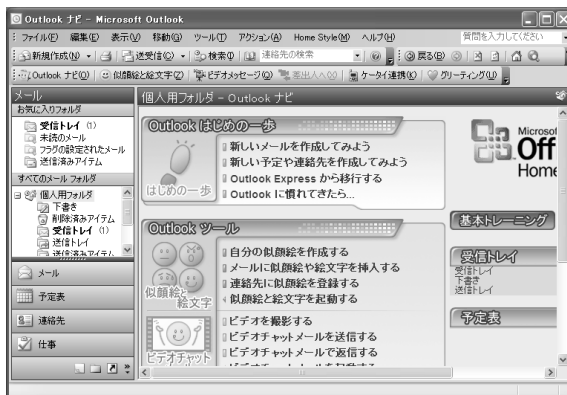 Outlook ナビ - Microsoft Outlook
ファイル(F) 編集(E) 表示(V) 移動(G) ツール(T) アクション(A) Home Style(M) ヘルプ(H) 質問を入力してください
新規作成(N) 送受信(C) 検索(I) 連絡先の検索 戻る(B)
Outlook ナビ(Q) 似顔絵と絵文字(Z) ビデオメッセージ(Q) 差出人へ(X) ケータイ連携(K) グリーティング(U)
メール
個人用フォルダ - Outlook ナビ
お気に入りフォルダ
受信トレイ (1)
未読のメール
フラグの設定されたメール
送信済みアイテム
すべてのメール フォルダ
個人用フォルダ
下書き
削除済みアイテム
受信トレイ (1)
送信トレイ
送信済みアイテム
メール
予定表
連絡先
仕事
Outlook はじめの一歩
はじめの一歩
新しいメールを作成してみよう
新しい予定や連絡先を作成してみよう
Outlook Express から移行する
Outlook に慣れてきたら...
Outlook ツール
似顔絵と
絵文字
自分の似顔絵を作成する
メールに似顔絵や絵文字を挿入する
連絡先に似顔絵を登録する
似顔絵と絵文字を起動する
ビデオチャット
ビデオを撮影する
ビデオチャットメールを送信する
ビデオチャットメールで返信する
Microsof
Off
Home
基本トレーニング
受信トレイ
受信トレイ
下書き
送信トレイ
予定表